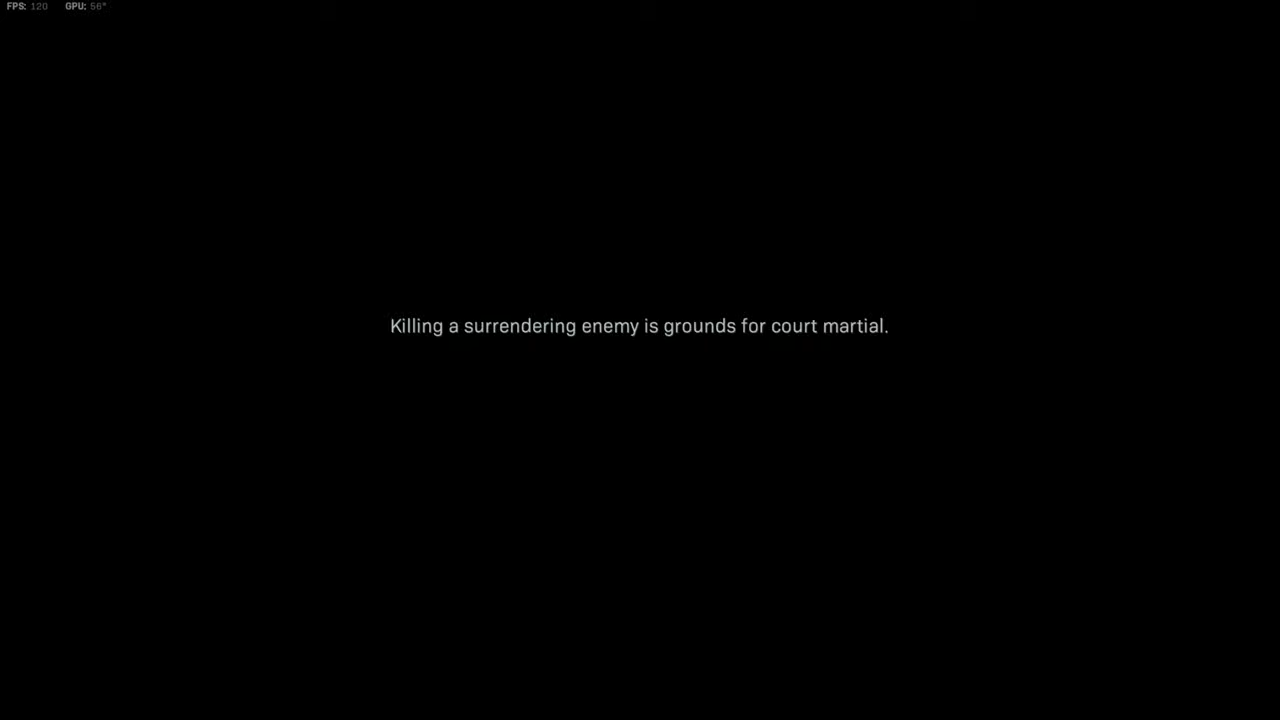 FPS: 120 GPU: 56°
Killing a surrendering enemy is grounds for court martial.